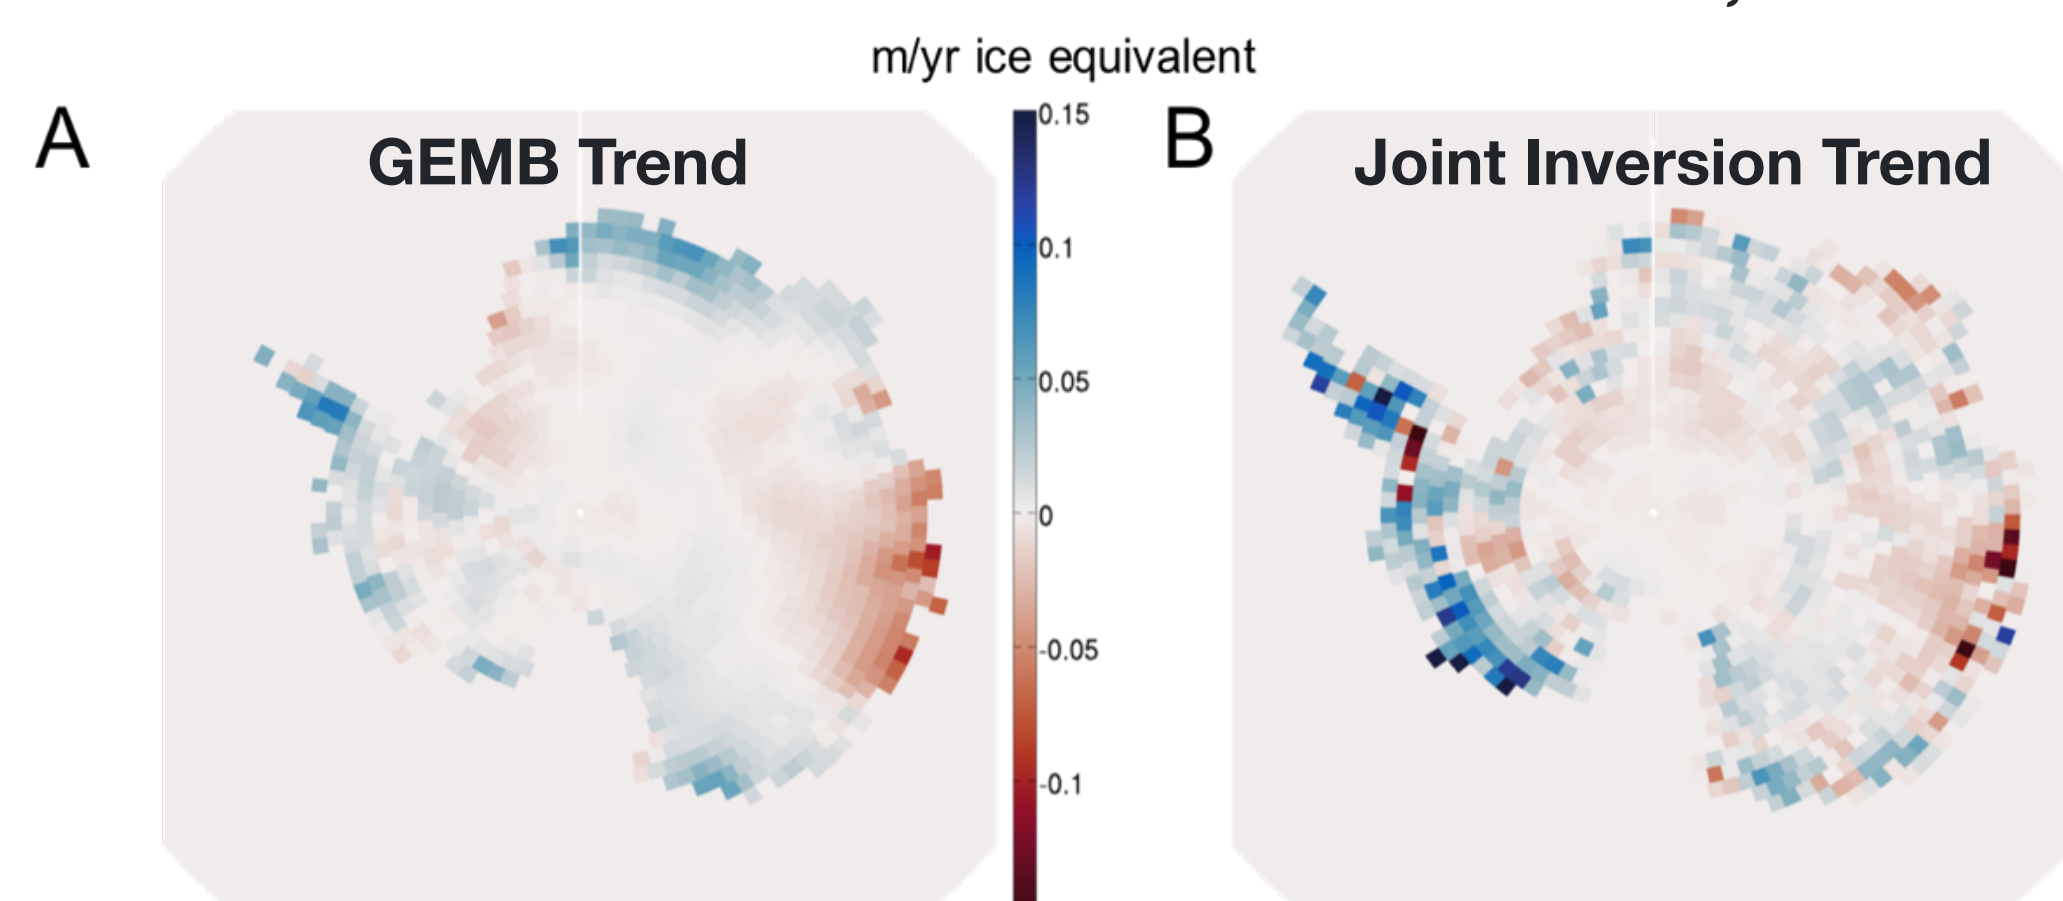 m/yr ice equivalent
A
GEMB Trend
0.15
0.1
0.05
0
-0.05
-0.1
B
Joint Inversion Trend